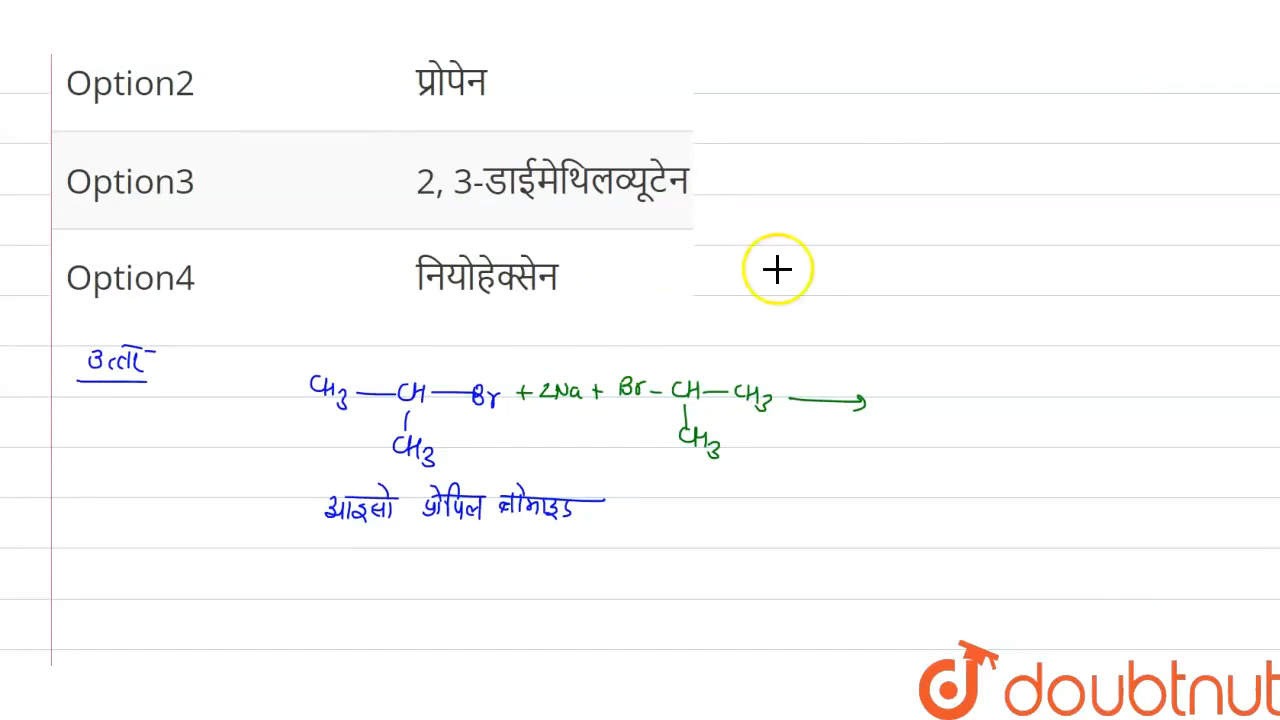 Option2 प्रोपेन
Option3 2, 3-डाईमेथिलव्यूटेन
Option4 नियोहेक्सेन
उत्तर
CH3 — CH — Br + 2Na + Br – CH — CH3 →
CH3 CH3
आइसो प्रोपिल ब्रोमाइड
doubtnut